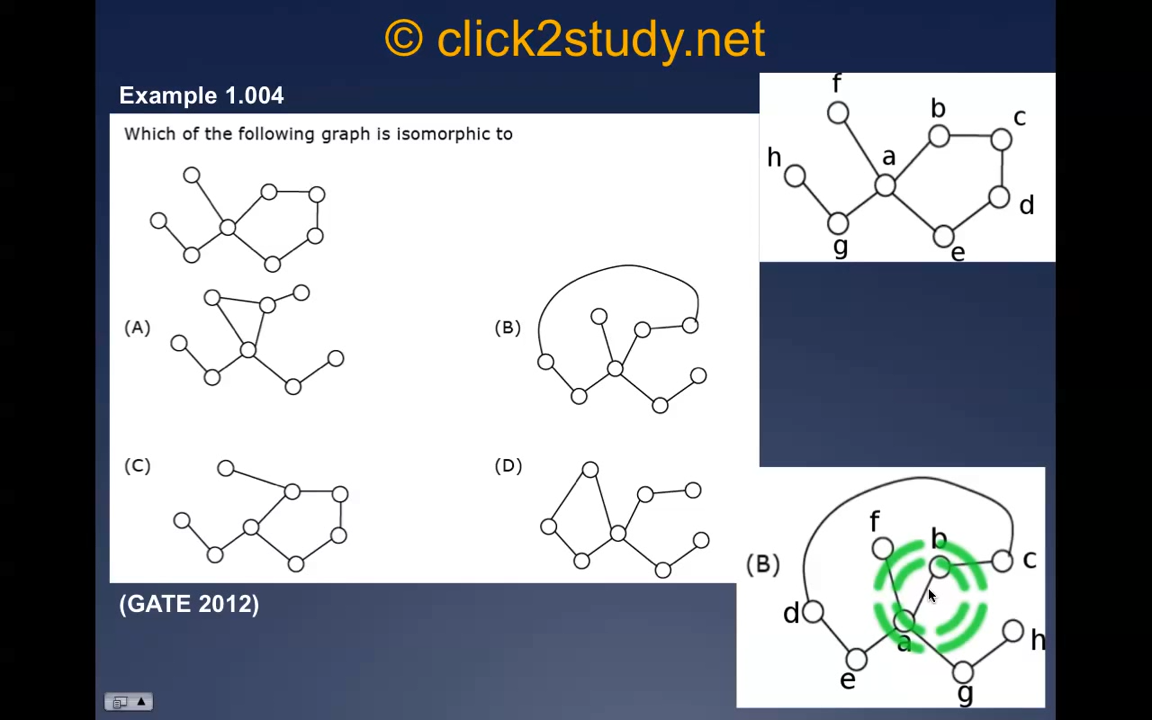 © click2study.net
Example 1.004
Which of the following graph is isomorphic to
f
b
c
h
a
d
g
e
(A)
(B)
(C)
(D)
f
b
(B)
c
d
a
h
e
g
(GATE 2012)